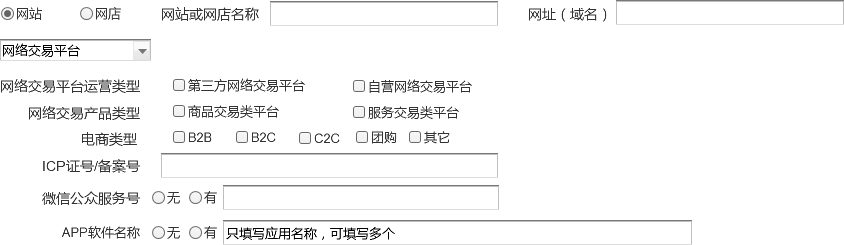 网站 网店 网站或网店名称 网址（域名）
网络交易平台
网络交易平台运营类型 第三方网络交易平台 自营网络交易平台
网络交易产品类型 商品交易类平台 服务交易类平台
电商类型 B2B B2C C2C 团购 其它
ICP证号/备案号
微信公众服务号 无 有
APP软件名称 无 有 只填写应用名称，可填写多个